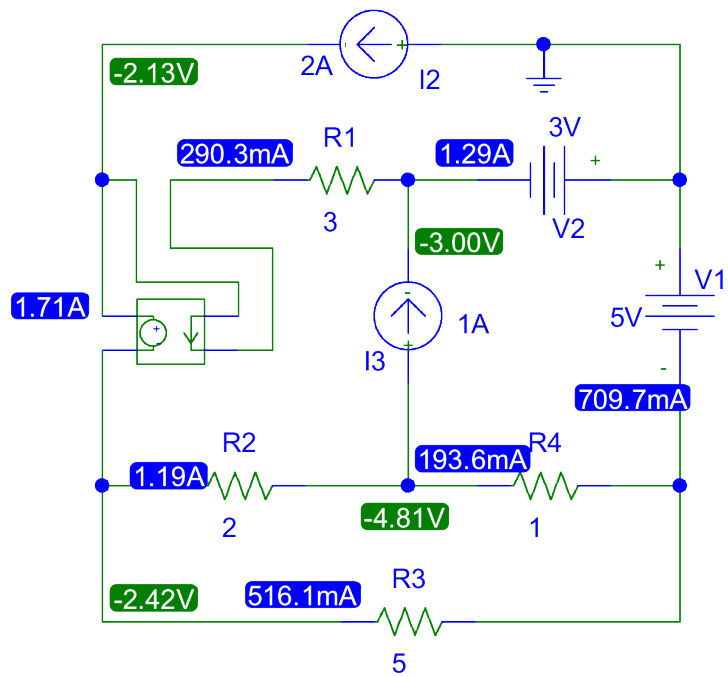 2A
I2
-2.13V
R1
3V
290.3mA
1.29A
+
3
V2
-3.00V
+
V1
1.71A
5V
1A
I3
-
709.7mA
R2
R4
1.19A
193.6mA
2
-4.81V
1
R3
-2.42V
516.1mA
5